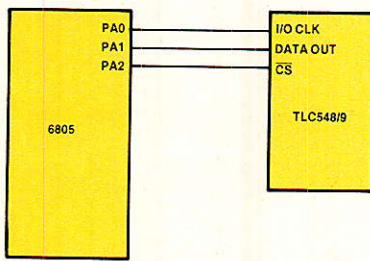 PA0 I/O CLK
PA1 DATA OUT
PA2 CS
6805
TLC548/9